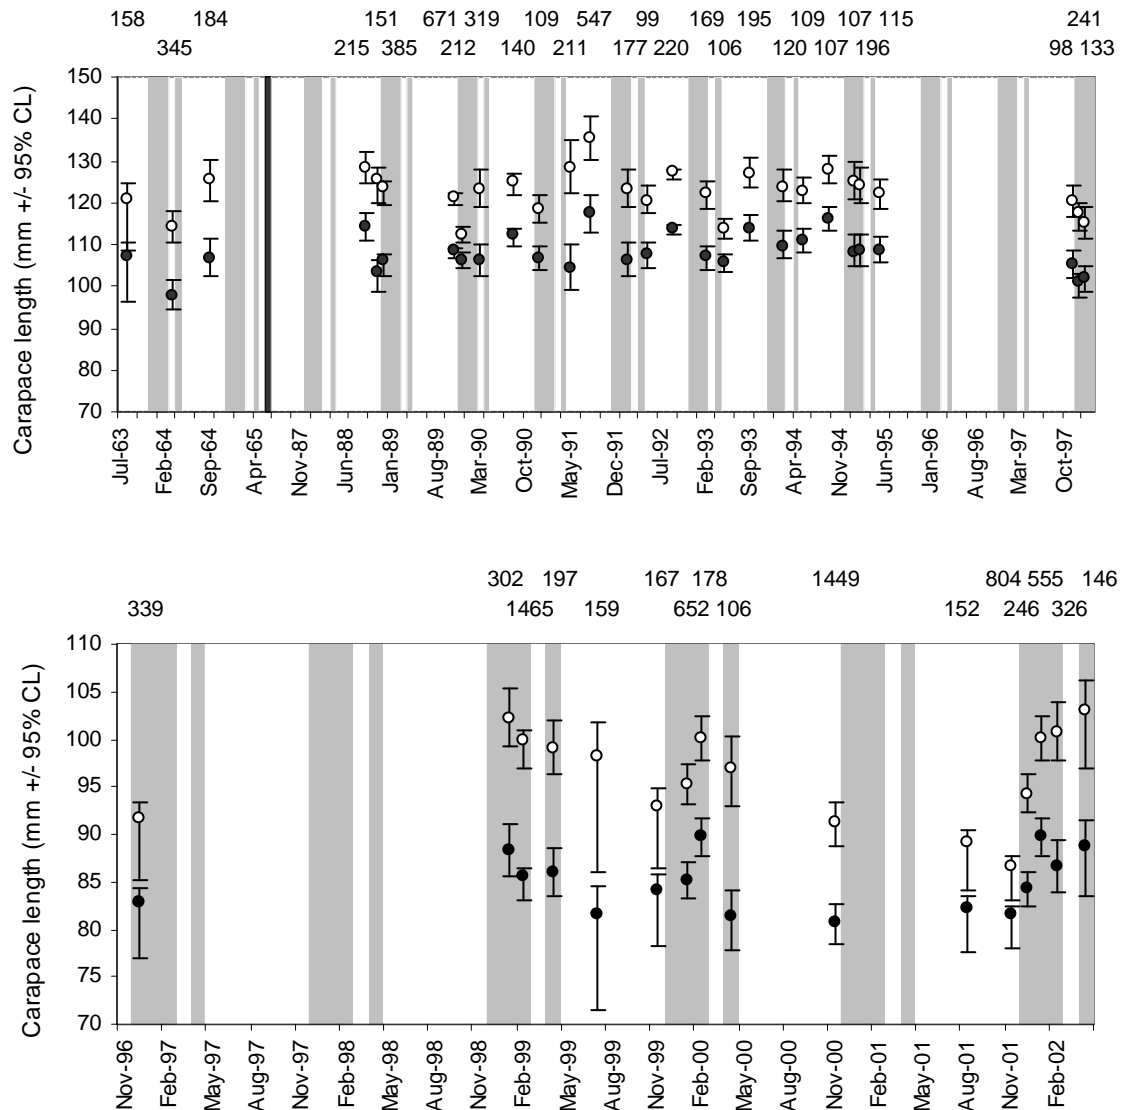 158 184 151 671 319 109 547 99 169 195 109 107 115 241
345 215 385 212 140 211 177 220 106 120 107 196 98 133
Carapace length (mm +/- 95% CL)
150
140
130
120
110
100
90
80
70
Jul-63 Feb-64 Sep-64 Apr-65 Nov-87 Jun-88 Jan-89 Aug-89 Mar-90 Oct-90 May-91 Dec-91 Jul-92 Feb-93 Sep-93 Apr-94 Nov-94 Jun-95 Jan-96 Aug-96 Mar-97 Oct-97
302 197 167 178 1449 804 555 146
339 1465 159 652 106 152 246 326
Carapace length (mm +/- 95% CL)
110
105
100
95
90
85
80
75
70
Nov-96 Feb-97 May-97 Aug-97 Nov-97 Feb-98 May-98 Aug-98 Nov-98 Feb-99 May-99 Aug-99 Nov-99 Feb-00 May-00 Aug-00 Nov-00 Feb-01 May-01 Aug-01 Nov-01 Feb-02